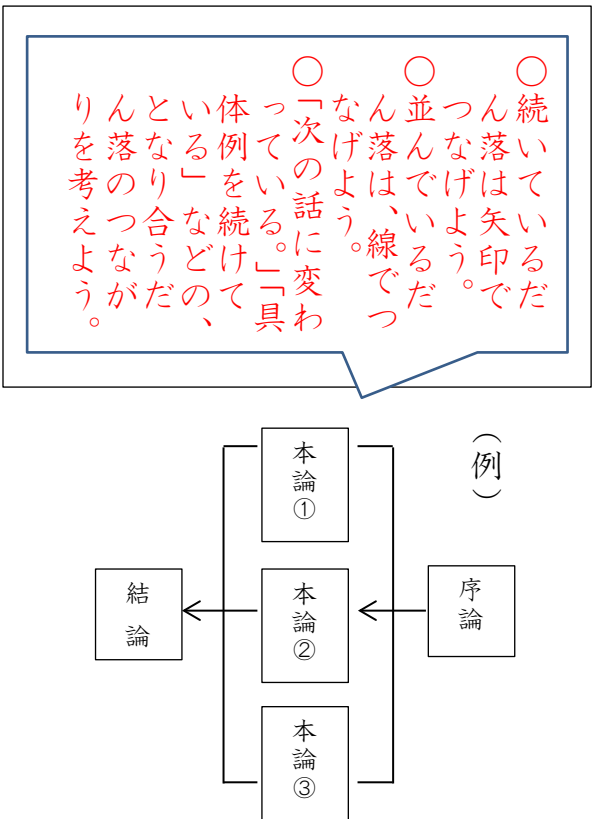 ○続いているだ
ん落は矢印で
つなげよう。
○並んでいるだ
ん落は、線でつ
なげよう。
○「次の話に変わ
っている。」「具
体例を続けて
いる」などの、
となり合うだ
ん落のつなが
りを考えよう。
（例）
序論
本論①
本論②
本論③
結論